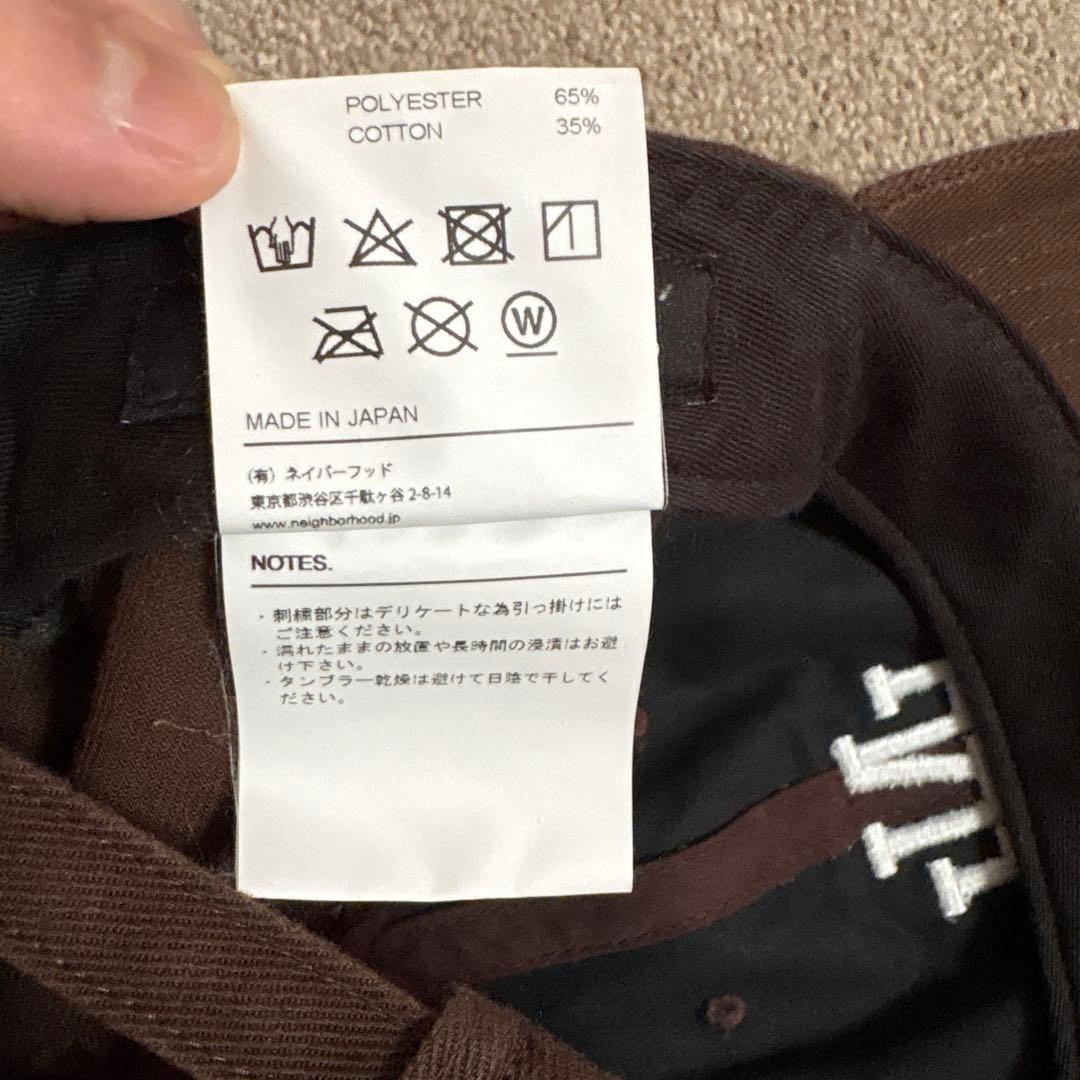 POLYESTER 65%
COTTON 35%
W
MADE IN JAPAN
(有) ネイバーフッド
東京都渋谷区千駄ヶ谷 2-8-14
www.neighborhood.jp
NOTES.
・刺繍部分はデリケートな為引っ掛けには
ご注意ください。
・濡れたままの放置や長時間の浸漬はお避
け下さい。
・タンブラー乾燥は避けて日陰で干してく
ださい。